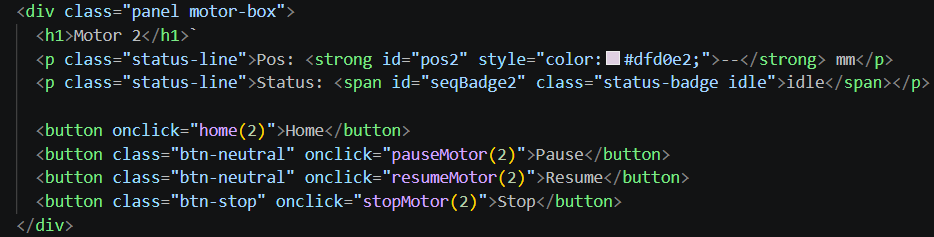 <div class="panel motor-box">
<h1>Motor 2</h1>`
<p class="status-line">Pos: <strong id="pos2" style="color:#dfd0e2;">--</strong> mm</p>
<p class="status-line">Status: <span id="seqBadge2" class="status-badge idle">idle</span></p>
<button onclick="home(2)">Home</button>
<button class="btn-neutral" onclick="pauseMotor(2)">Pause</button>
<button class="btn-neutral" onclick="resumeMotor(2)">Resume</button>
<button class="btn-stop" onclick="stopMotor(2)">Stop</button>
</div>